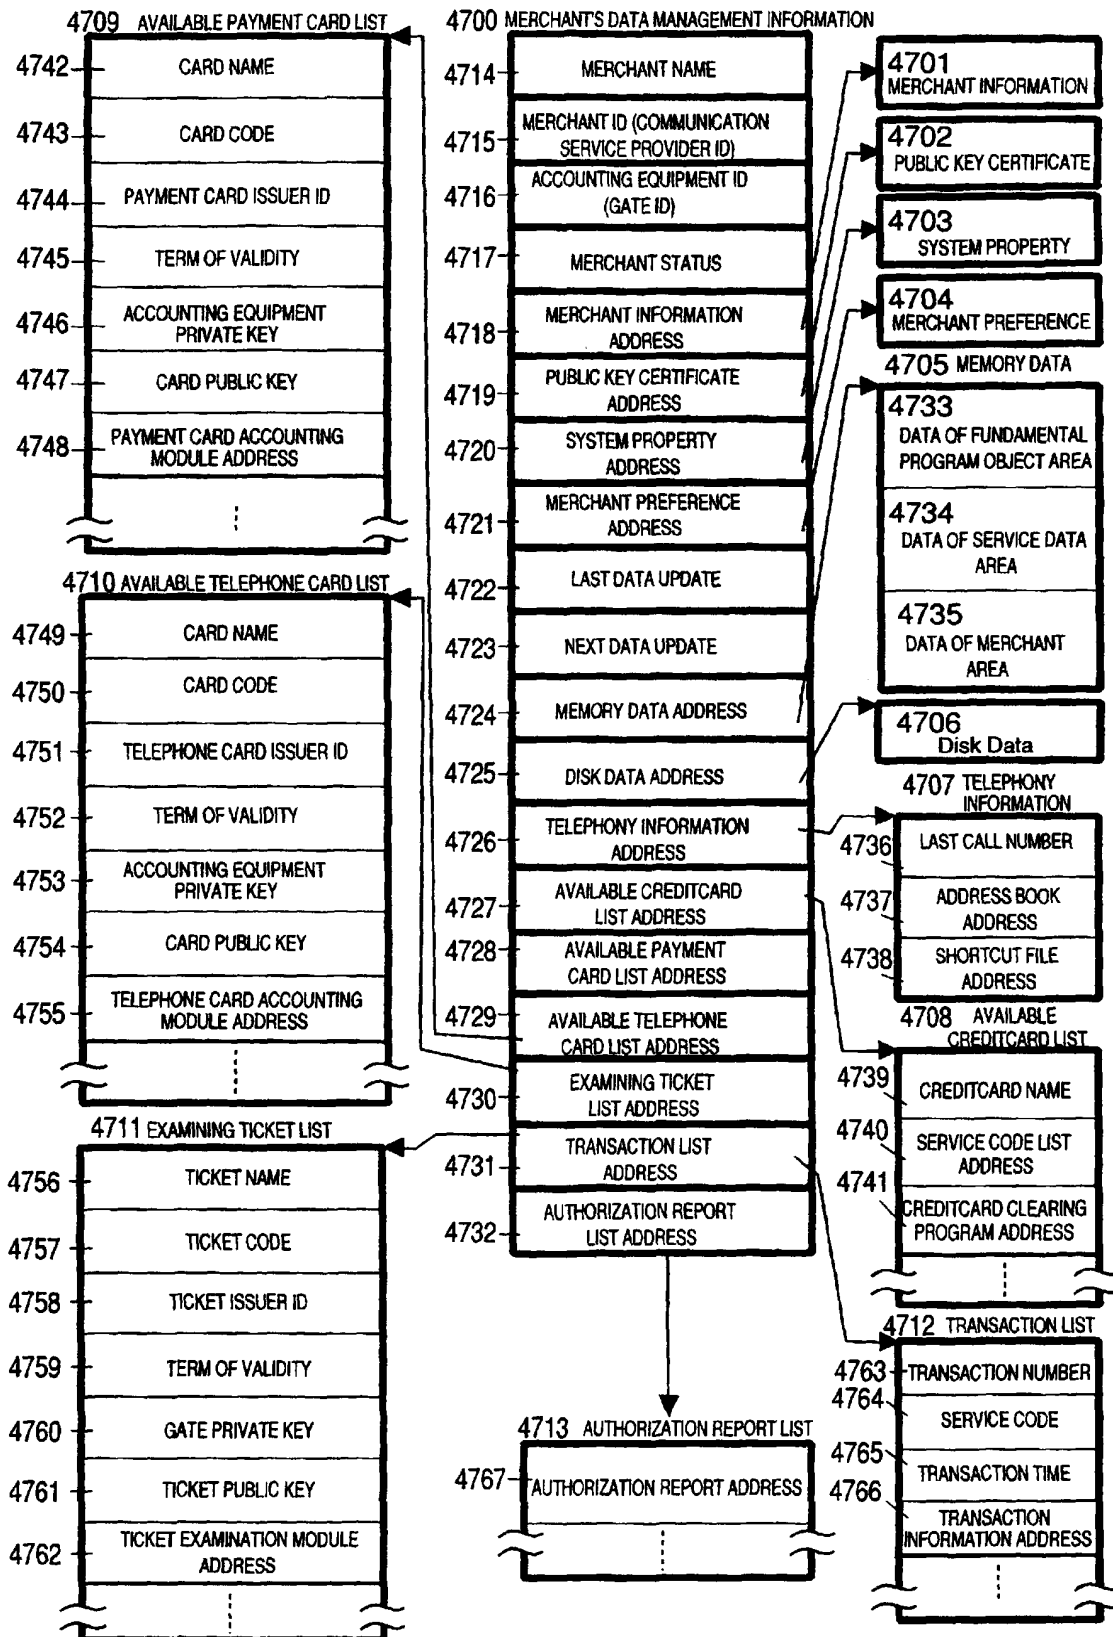 4709 AVAILABLE PAYMENT CARD LIST
4742 CARD NAME
4743 CARD CODE
4744 PAYMENT CARD ISSUER ID
4745 TERM OF VALIDITY
4746 ACCOUNTING EQUIPMENT
PRIVATE KEY
4747 CARD PUBLIC KEY
4748 PAYMENT CARD ACCOUNTING
MODULE ADDRESS
4710 AVAILABLE TELEPHONE CARD LIST
4749 CARD NAME
4750 CARD CODE
4751 TELEPHONE CARD ISSUER ID
4752 TERM OF VALIDITY
4753 ACCOUNTING EQUIPMENT
PRIVATE KEY
4754 CARD PUBLIC KEY
4755 TELEPHONE CARD ACCOUNTING
MODULE ADDRESS
4711 EXAMINING TICKET LIST
4756 TICKET NAME
4757 TICKET CODE
4758 TICKET ISSUER ID
4759 TERM OF VALIDITY
4760 GATE PRIVATE KEY
4761 TICKET PUBLIC KEY
4762 TICKET EXAMINATION MODULE
ADDRESS
4700 MERCHANT'S DATA MANAGEMENT INFORMATION
4714 MERCHANT NAME
4715 MERCHANT ID (COMMUNICATION
SERVICE PROVIDER ID)
4716 ACCOUNTING EQUIPMENT ID
(GATE ID)
4717 MERCHANT STATUS
4718 MERCHANT INFORMATION
ADDRESS
4719 PUBLIC KEY CERTIFICATE
ADDRESS
4720 SYSTEM PROPERTY
ADDRESS
4721 MERCHANT PREFERENCE
ADDRESS
4722 LAST DATA UPDATE
4723 NEXT DATA UPDATE
4724 MEMORY DATA ADDRESS
4725 DISK DATA ADDRESS
4726 TELEPHONY INFORMATION
ADDRESS
4727 AVAILABLE CREDITCARD
LIST ADDRESS
4728 AVAILABLE PAYMENT
CARD LIST ADDRESS
4729 AVAILABLE TELEPHONE
CARD LIST ADDRESS
4730 EXAMINING TICKET
LIST ADDRESS
4731 TRANSACTION LIST
ADDRESS
4732 AUTHORIZATION REPORT
LIST ADDRESS
4713 AUTHORIZATION REPORT LIST
4767 AUTHORIZATION REPORT ADDRESS
4701
MERCHANT INFORMATION
4702
PUBLIC KEY CERTIFICATE
4703
SYSTEM PROPERTY
4704
MERCHANT PREFERENCE
4705 MEMORY DATA
4733
DATA OF FUNDAMENTAL
PROGRAM OBJECT AREA
4734
DATA OF SERVICE DATA
AREA
4735
DATA OF MERCHANT
AREA
4706
Disk Data
4707 TELEPHONY
INFORMATION
4736 LAST CALL NUMBER
4737 ADDRESS BOOK
ADDRESS
4738 SHORTCUT FILE
ADDRESS
4708 AVAILABLE
CREDITCARD LIST
4739 CREDITCARD NAME
4740 SERVICE CODE LIST
ADDRESS
4741 CREDITCARD CLEARING
PROGRAM ADDRESS
4712 TRANSACTION LIST
4763 TRANSACTION NUMBER
4764 SERVICE CODE
4765 TRANSACTION TIME
4766 TRANSACTION
INFORMATION ADDRESS